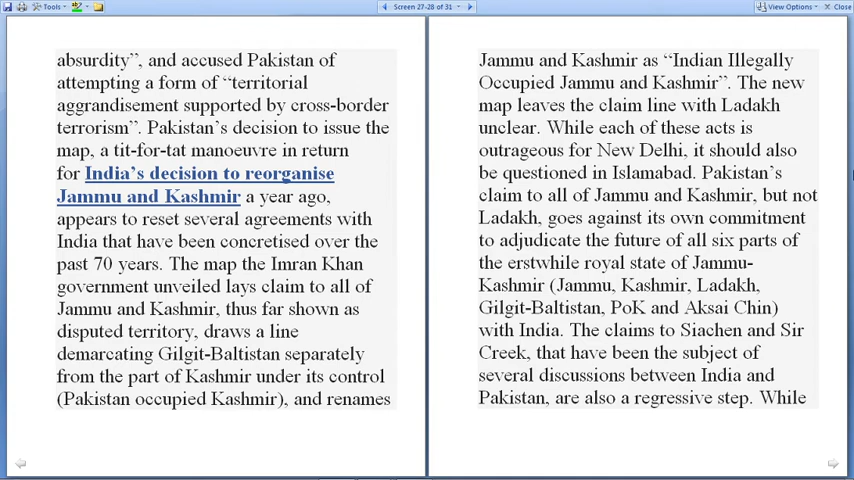 Tools
Screen 27-28 of 31
View Options
Close
absurdity”, and accused Pakistan of
attempting a form of “territorial
aggrandisement supported by cross-border
terrorism”. Pakistan’s decision to issue the
map, a tit-for-tat manoeuvre in return
for India’s decision to reorganise
Jammu and Kashmir a year ago,
appears to reset several agreements with
India that have been concretised over the
past 70 years. The map the Imran Khan
government unveiled lays claim to all of
Jammu and Kashmir, thus far shown as
disputed territory, draws a line
demarcating Gilgit-Baltistan separately
from the part of Kashmir under its control
(Pakistan occupied Kashmir), and renames
Jammu and Kashmir as “Indian Illegally
Occupied Jammu and Kashmir”. The new
map leaves the claim line with Ladakh
unclear. While each of these acts is
outrageous for New Delhi, it should also
be questioned in Islamabad. Pakistan’s
claim to all of Jammu and Kashmir, but not
Ladakh, goes against its own commitment
to adjudicate the future of all six parts of
the erstwhile royal state of Jammu-
Kashmir (Jammu, Kashmir, Ladakh,
Gilgit-Baltistan, PoK and Aksai Chin)
with India. The claims to Siachen and Sir
Creek, that have been the subject of
several discussions between India and
Pakistan, are also a regressive step. While